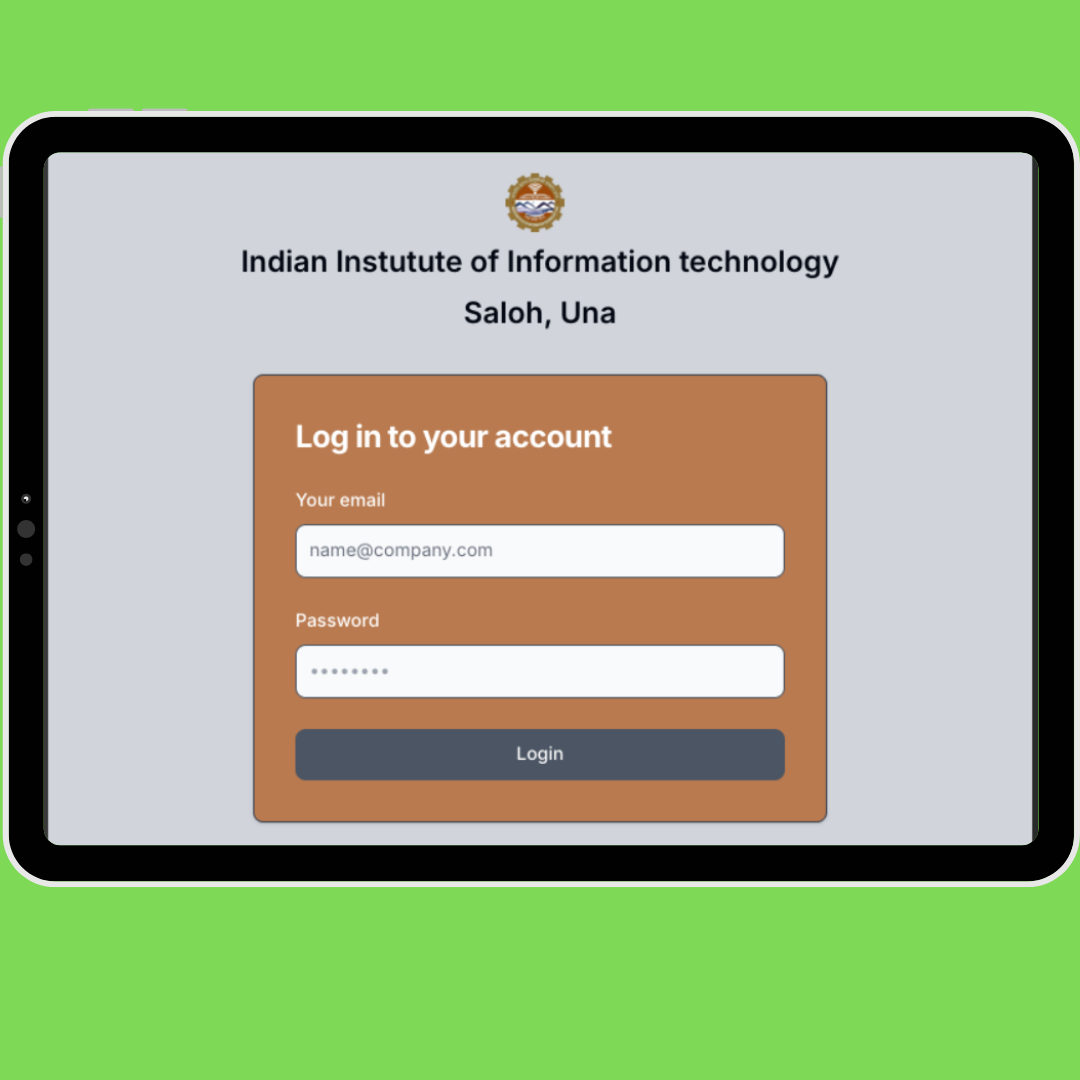 Indian Instutute of Information technology
Saloh, Una
Log in to your account
Your email
name@company.com
Password
••••••••
Login